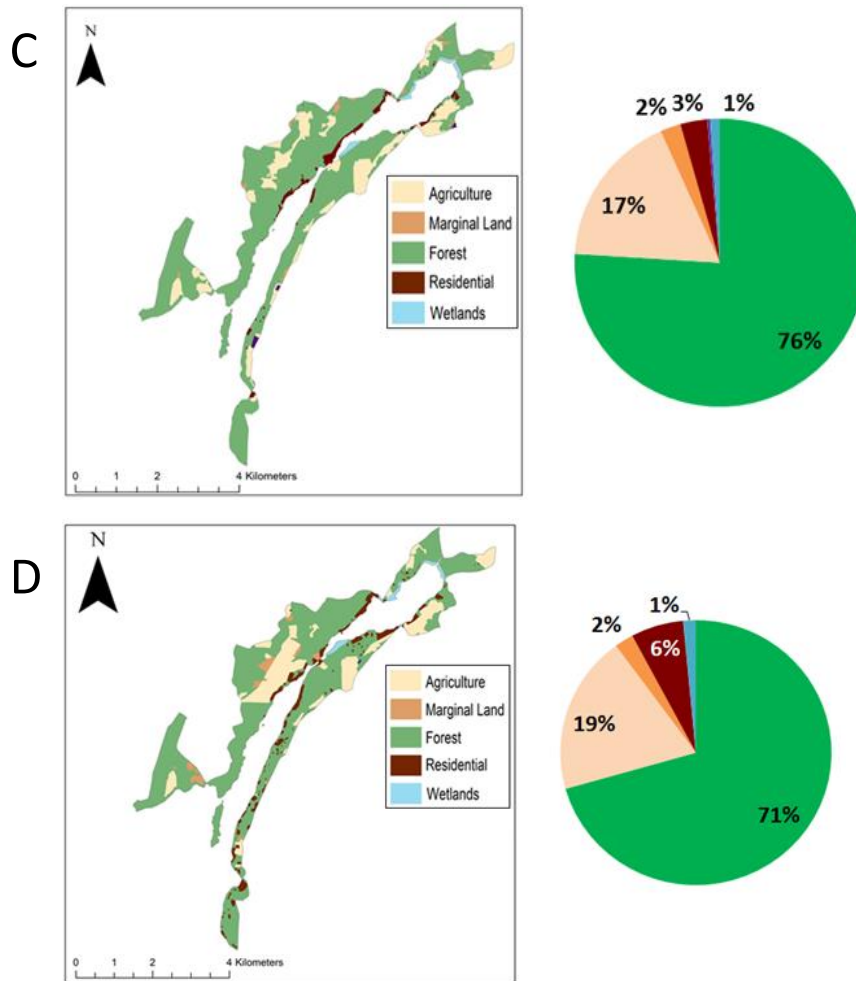 C
N
Agriculture
Marginal Land
Forest
Residential
Wetlands
0 1 2 4 Kilometers
2% 3% 1%
17%
76%
D
N
Agriculture
Marginal Land
Forest
Residential
Wetlands
0 1 2 4 Kilometers
1%
2%
6%
19%
71%